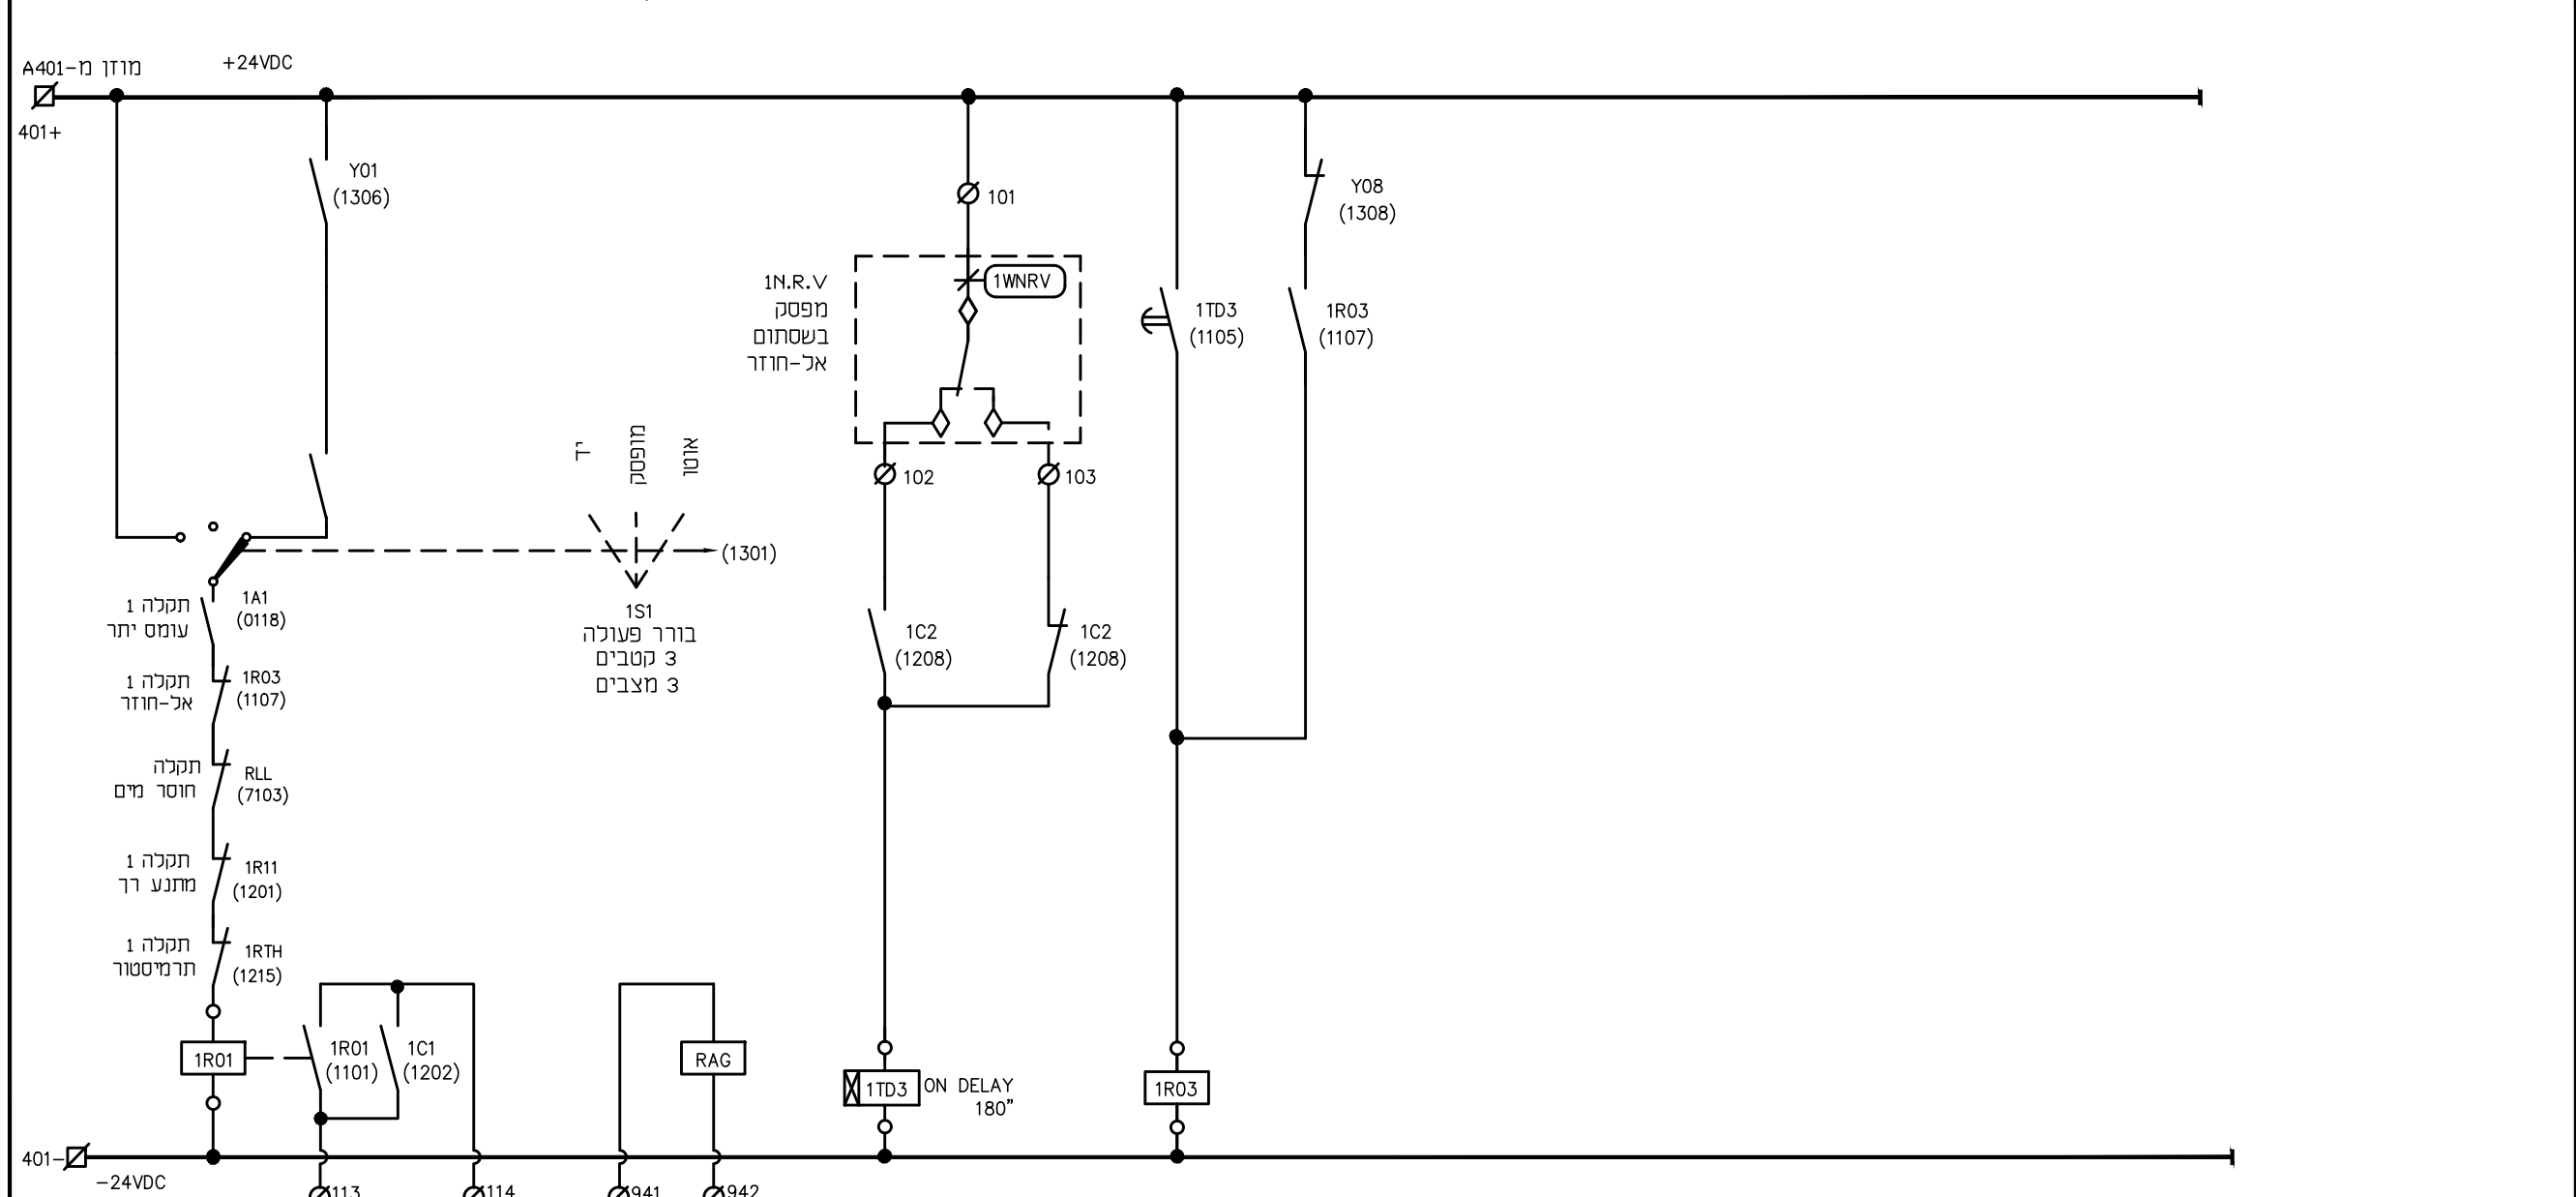 מוזן מ-A401
+24VDC
401+
Y01
(1306)
101
Y08
(1308)
1N.R.V
מפסק
בשסתום
אל-חוזר
1WNRV
1TD3
(1105)
1R03
(1107)
יד
מופסק
אוטו
102
103
(1301)
1S1
בורר פעולה
3 קטבים
3 מצבים
תקלה 1
עומס יתר
1A1
(0118)
1C2
(1208)
1C2
(1208)
תקלה 1
אל-חוזר
1R03
(1107)
תקלה
חוסר מים
RLL
(7103)
תקלה 1
מתנע רך
1R11
(1201)
תקלה 1
תרמיסטור
1RTH
(1215)
1R01
1R01
(1101)
1C1
(1202)
RAG
1TD3
ON DELAY
180"
1R03
401-
-24VDC
113
114
941
942